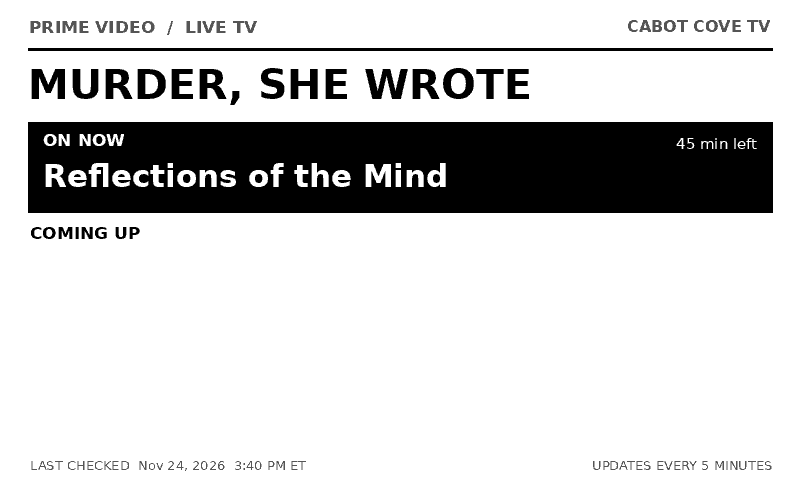 PRIME VIDEO / LIVE TV
CABOT COVE TV
MURDER, SHE WROTE
ON NOW
45 min left
Reflections of the Mind
COMING UP
LAST CHECKED Nov 24, 2026 3:40 PM ET
UPDATES EVERY 5 MINUTES